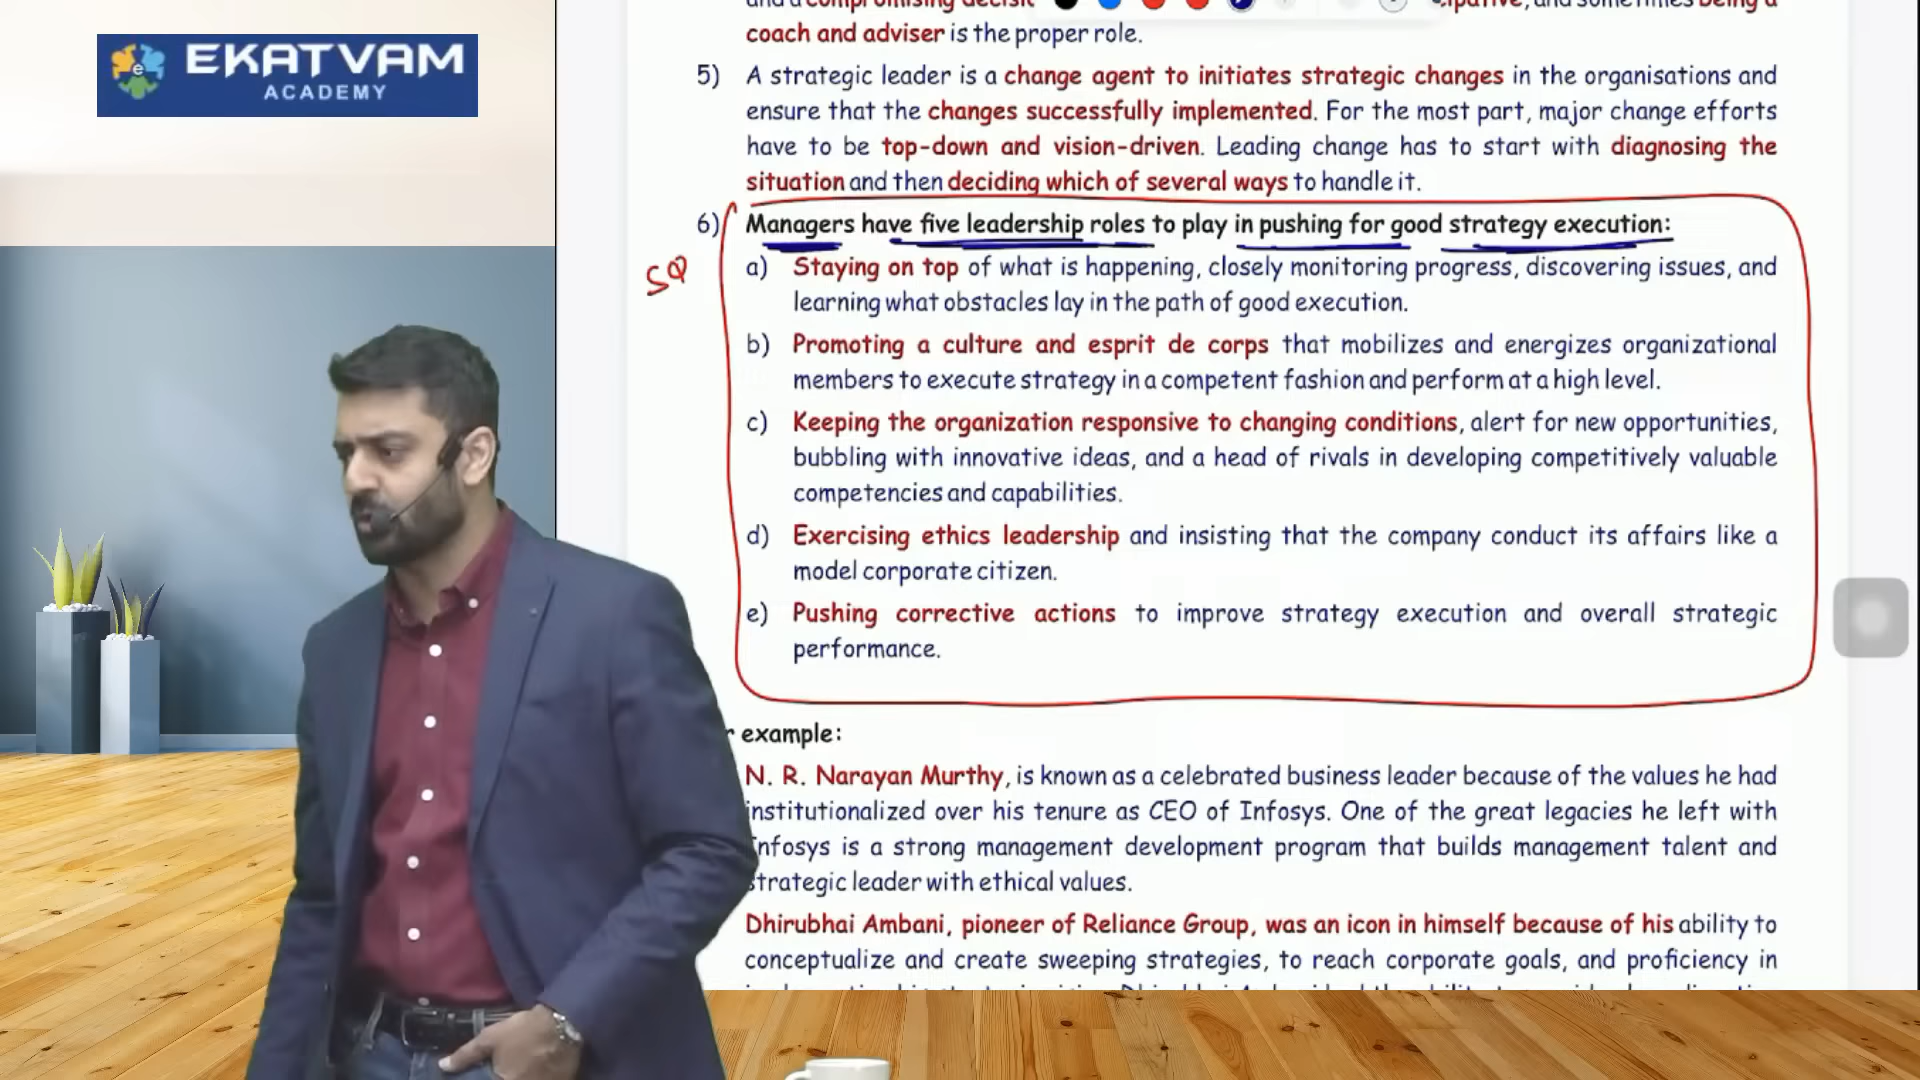 EKATVAM
ACADEMY
coach and adviser is the proper role.
5) A strategic leader is a change agent to initiates strategic changes in the organisations and
ensure that the changes successfully implemented. For the most part, major change efforts
have to be top-down and vision-driven. Leading change has to start with diagnosing the
situation and then deciding which of several ways to handle it.
6) Managers have five leadership roles to play in pushing for good strategy execution:
SQ
a) Staying on top of what is happening, closely monitoring progress, discovering issues, and
learning what obstacles lay in the path of good execution.
b) Promoting a culture and esprit de corps that mobilizes and energizes organizational
members to execute strategy in a competent fashion and perform at a high level.
c) Keeping the organization responsive to changing conditions, alert for new opportunities,
bubbling with innovative ideas, and a head of rivals in developing competitively valuable
competencies and capabilities.
d) Exercising ethics leadership and insisting that the company conduct its affairs like a
model corporate citizen.
e) Pushing corrective actions to improve strategy execution and overall strategic
performance.
example:
N. R. Narayan Murthy, is known as a celebrated business leader because of the values he had
institutionalized over his tenure as CEO of Infosys. One of the great legacies he left with
Infosys is a strong management development program that builds management talent and
strategic leader with ethical values.
Dhirubhai Ambani, pioneer of Reliance Group, was an icon in himself because of his ability to
conceptualize and create sweeping strategies, to reach corporate goals, and proficiency in